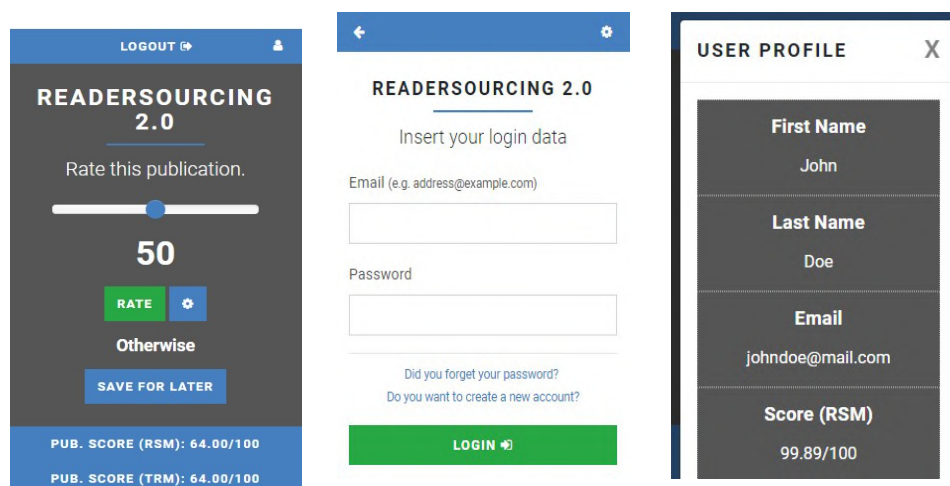 LOGOUT
READERSOURCING
2.0
Rate this publication.
50
RATE
Otherwise
SAVE FOR LATER
PUB. SCORE (RSM): 64.00/100
PUB. SCORE (TRM): 64.00/100
READERSOURCING 2.0
Insert your login data
Email (e.g. address@example.com)
Password
Did you forget your password?
Do you want to create a new account?
LOGIN
USER PROFILE X
First Name
John
Last Name
Doe
Email
johndoe@mail.com
Score (RSM)
99.89/100